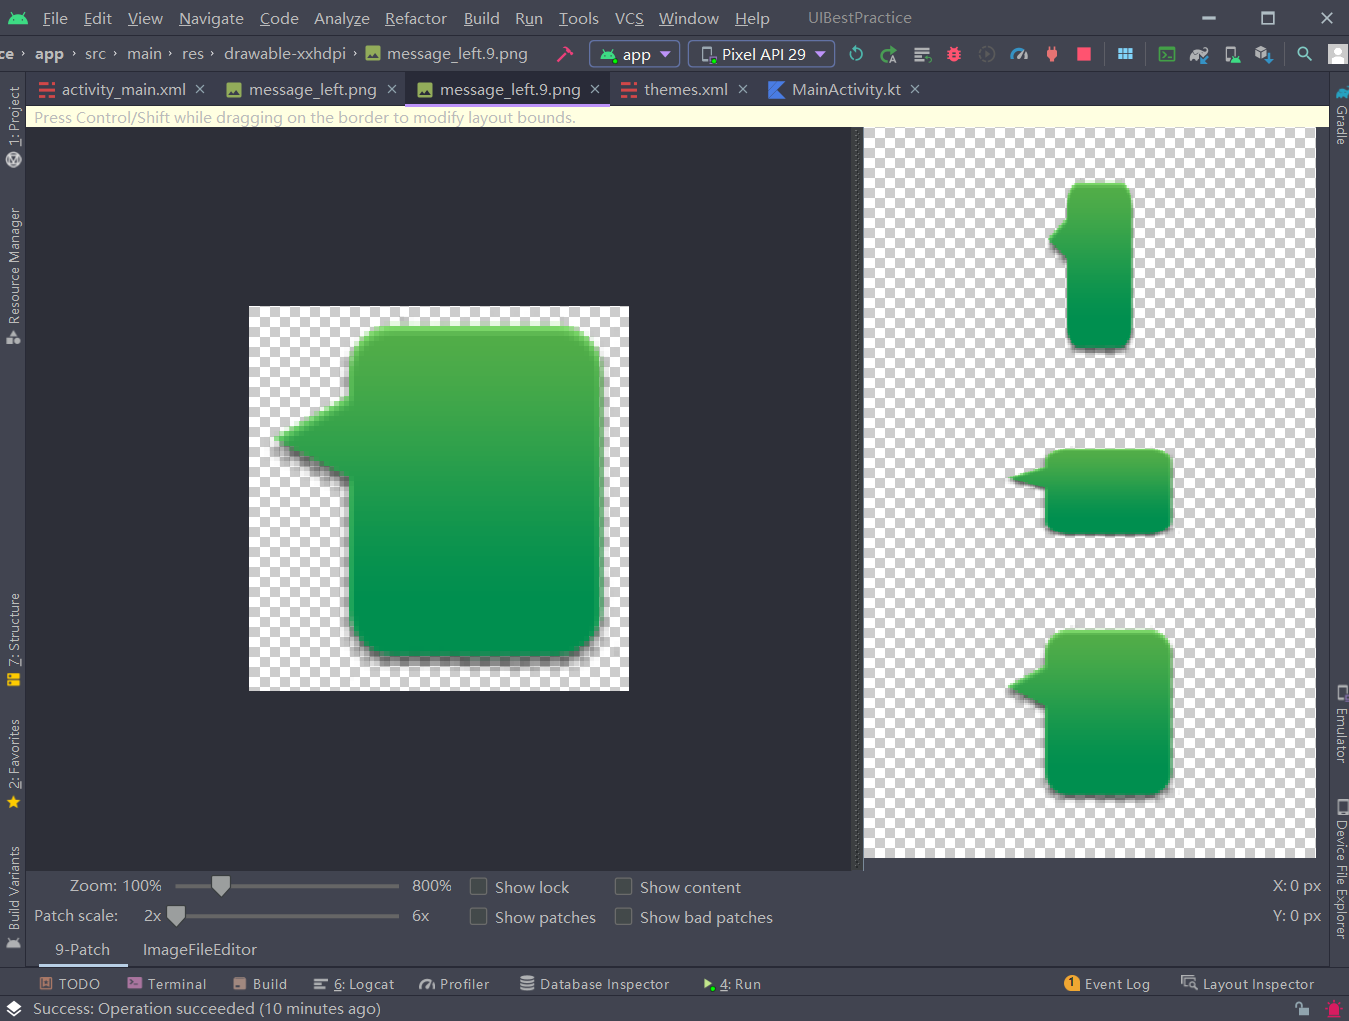 File Edit View Navigate Code Analyze Refactor Build Run Tools VCS Window Help UIBestPractice
ce › app › src › main › res › drawable-xxhdpi › message_left.9.png app Pixel API 29
activity_main.xml message_left.png message_left.9.png themes.xml MainActivity.kt
Press Control/Shift while dragging on the border to modify layout bounds.
1: Project
Resource Manager
7: Structure
2: Favorites
Build Variants
Gradle
Emulator
Device File Explorer
Zoom: 100% 800% Show lock Show content X: 0 px
Patch scale: 2x 6x Show patches Show bad patches Y: 0 px
9-Patch ImageFileEditor
TODO Terminal Build 6: Logcat Profiler Database Inspector 4: Run 1 Event Log Layout Inspector
Success: Operation succeeded (10 minutes ago)